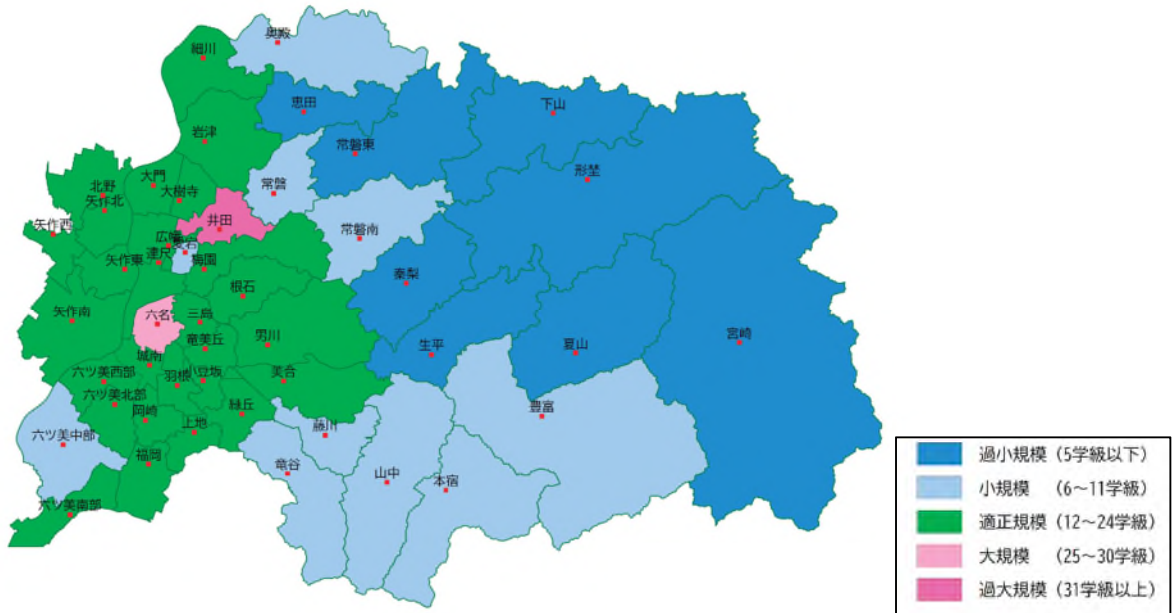 奥殿
細川
恵田
下山
岩津
常磐東
形埜
大門
常磐
北野
大樹寺
矢作北
矢作西
井田
常磐南
広幡
愛宕
連尺
矢作東
梅園
秦梨
根石
矢作南
六名
三島
男川
竜美丘
生平
夏山
宮崎
城南
六ツ美西部
羽根
小豆坂
美合
六ツ美北部
岡崎
緑丘
豊富
上地
藤川
六ツ美中部
福岡
竜谷
山中
本宿
六ツ美南部
過小規模（5学級以下）
小規模　（6～11学級）
適正規模（12～24学級）
大規模　（25～30学級）
過大規模（31学級以上）